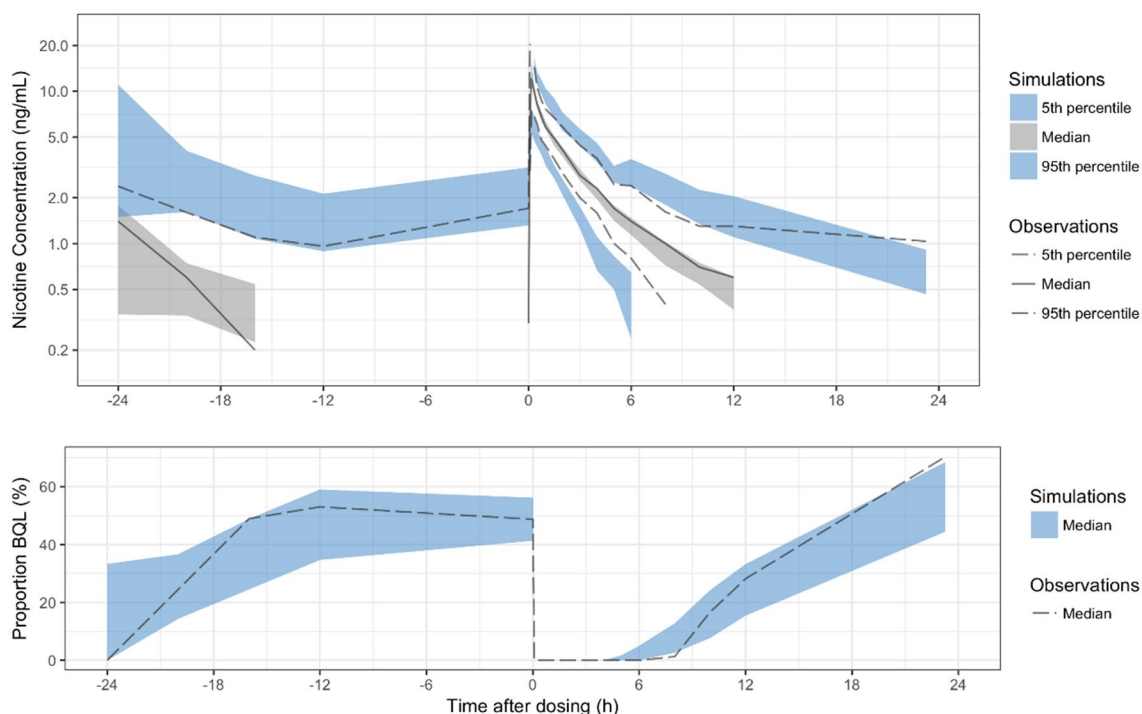 Nicotine Concentration (ng/mL)
20.0
10.0
5.0
2.0
1.0
0.5
0.2
-24 -18 -12 -6 0 6 12 18 24
Simulations
5th percentile
Median
95th percentile
Observations
5th percentile
Median
95th percentile
Proportion BQL (%)
60
40
20
0
-24 -18 -12 -6 0 6 12 18 24
Time after dosing (h)
Simulations
Median
Observations
Median